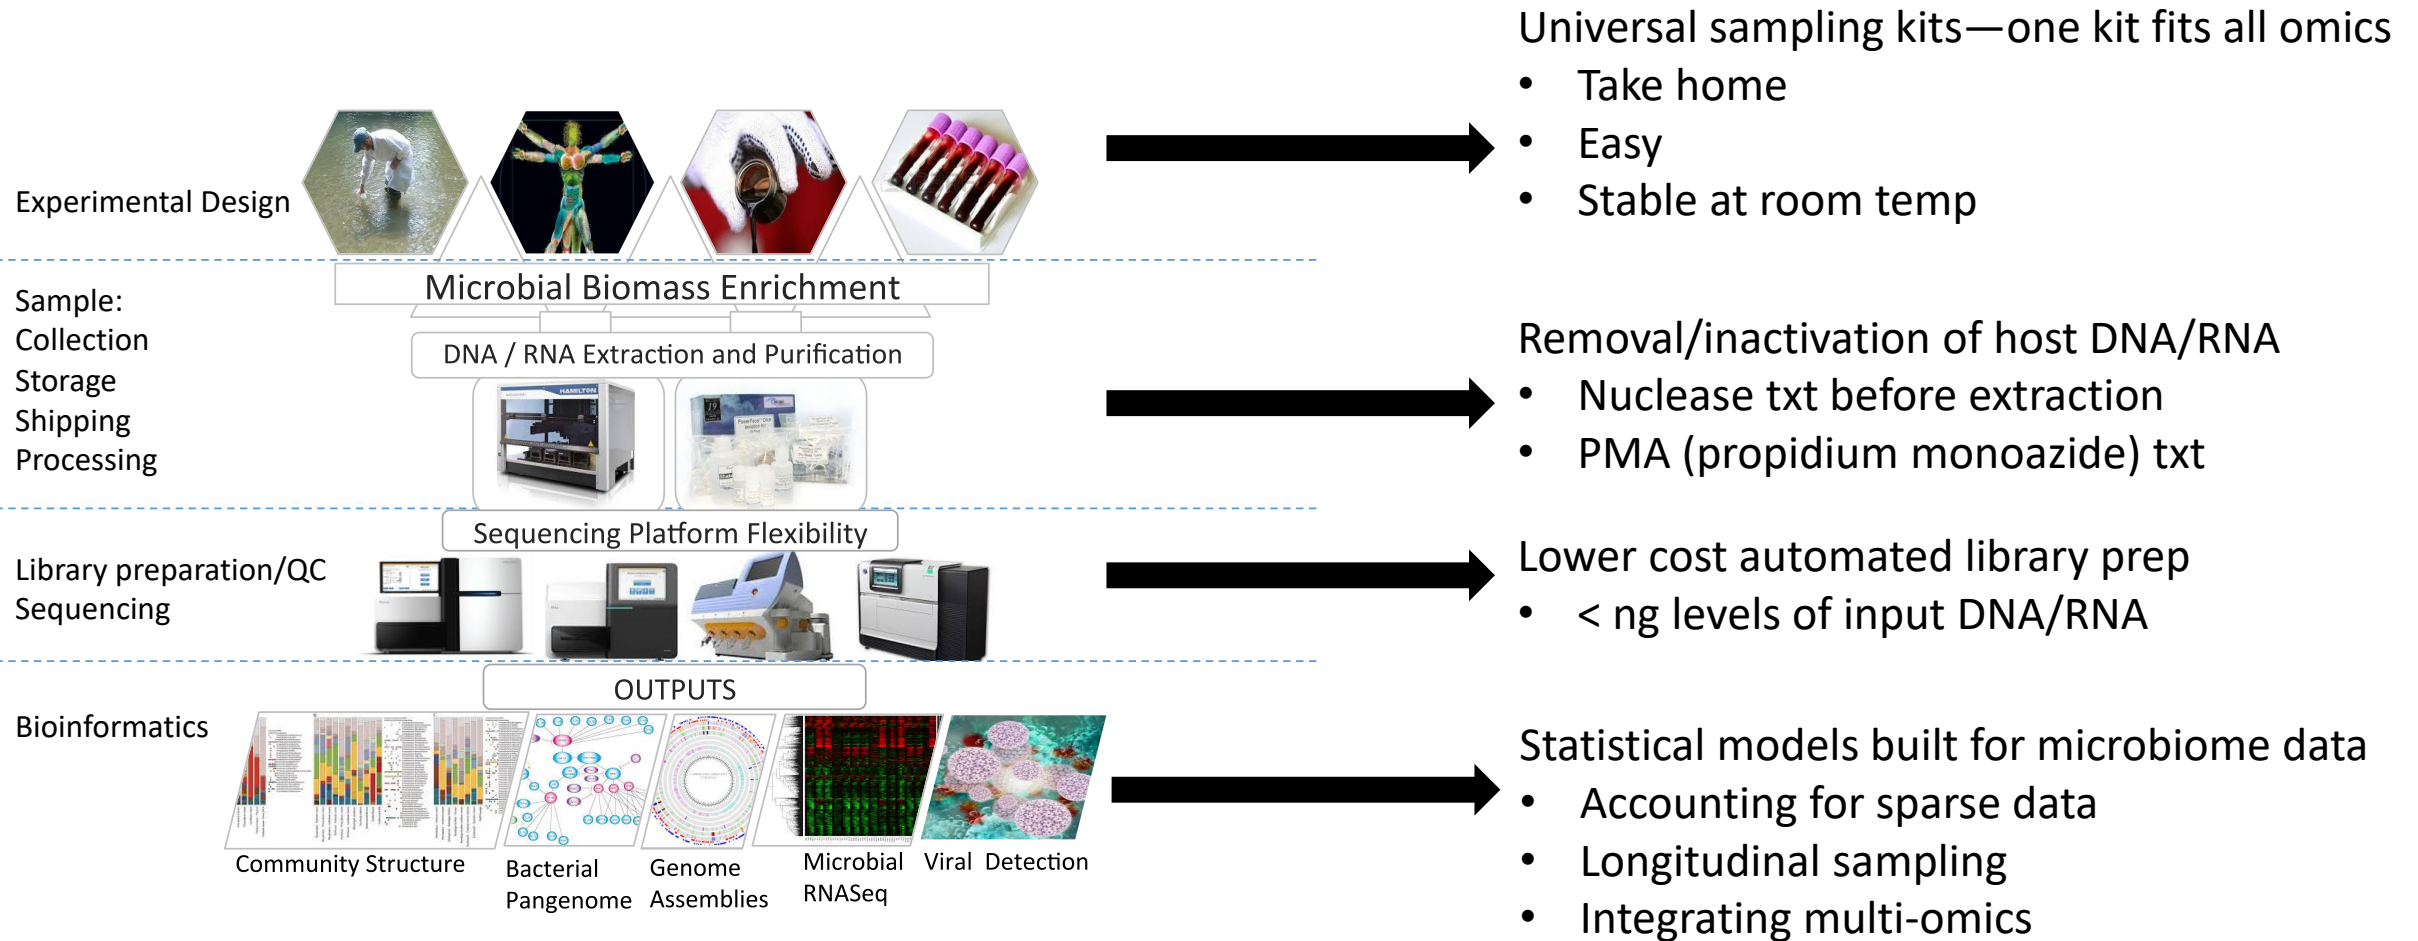 Universal sampling kits—one kit fits all omics
• Take home
• Easy
• Stable at room temp
Experimental Design
Microbial Biomass Enrichment
Sample:
Collection
Storage
Shipping
Processing
DNA / RNA Extraction and Purification
HAMILTON
Removal/inactivation of host DNA/RNA
• Nuclease txt before extraction
• PMA (propidium monoazide) txt
Sequencing Platform Flexibility
Library preparation/QC
Sequencing
Lower cost automated library prep
• < ng levels of input DNA/RNA
OUTPUTS
Bioinformatics
Community Structure
Bacterial
Pangenome
Genome
Assemblies
Microbial
RNASeq
Viral Detection
Statistical models built for microbiome data
• Accounting for sparse data
• Longitudinal sampling
• Integrating multi-omics